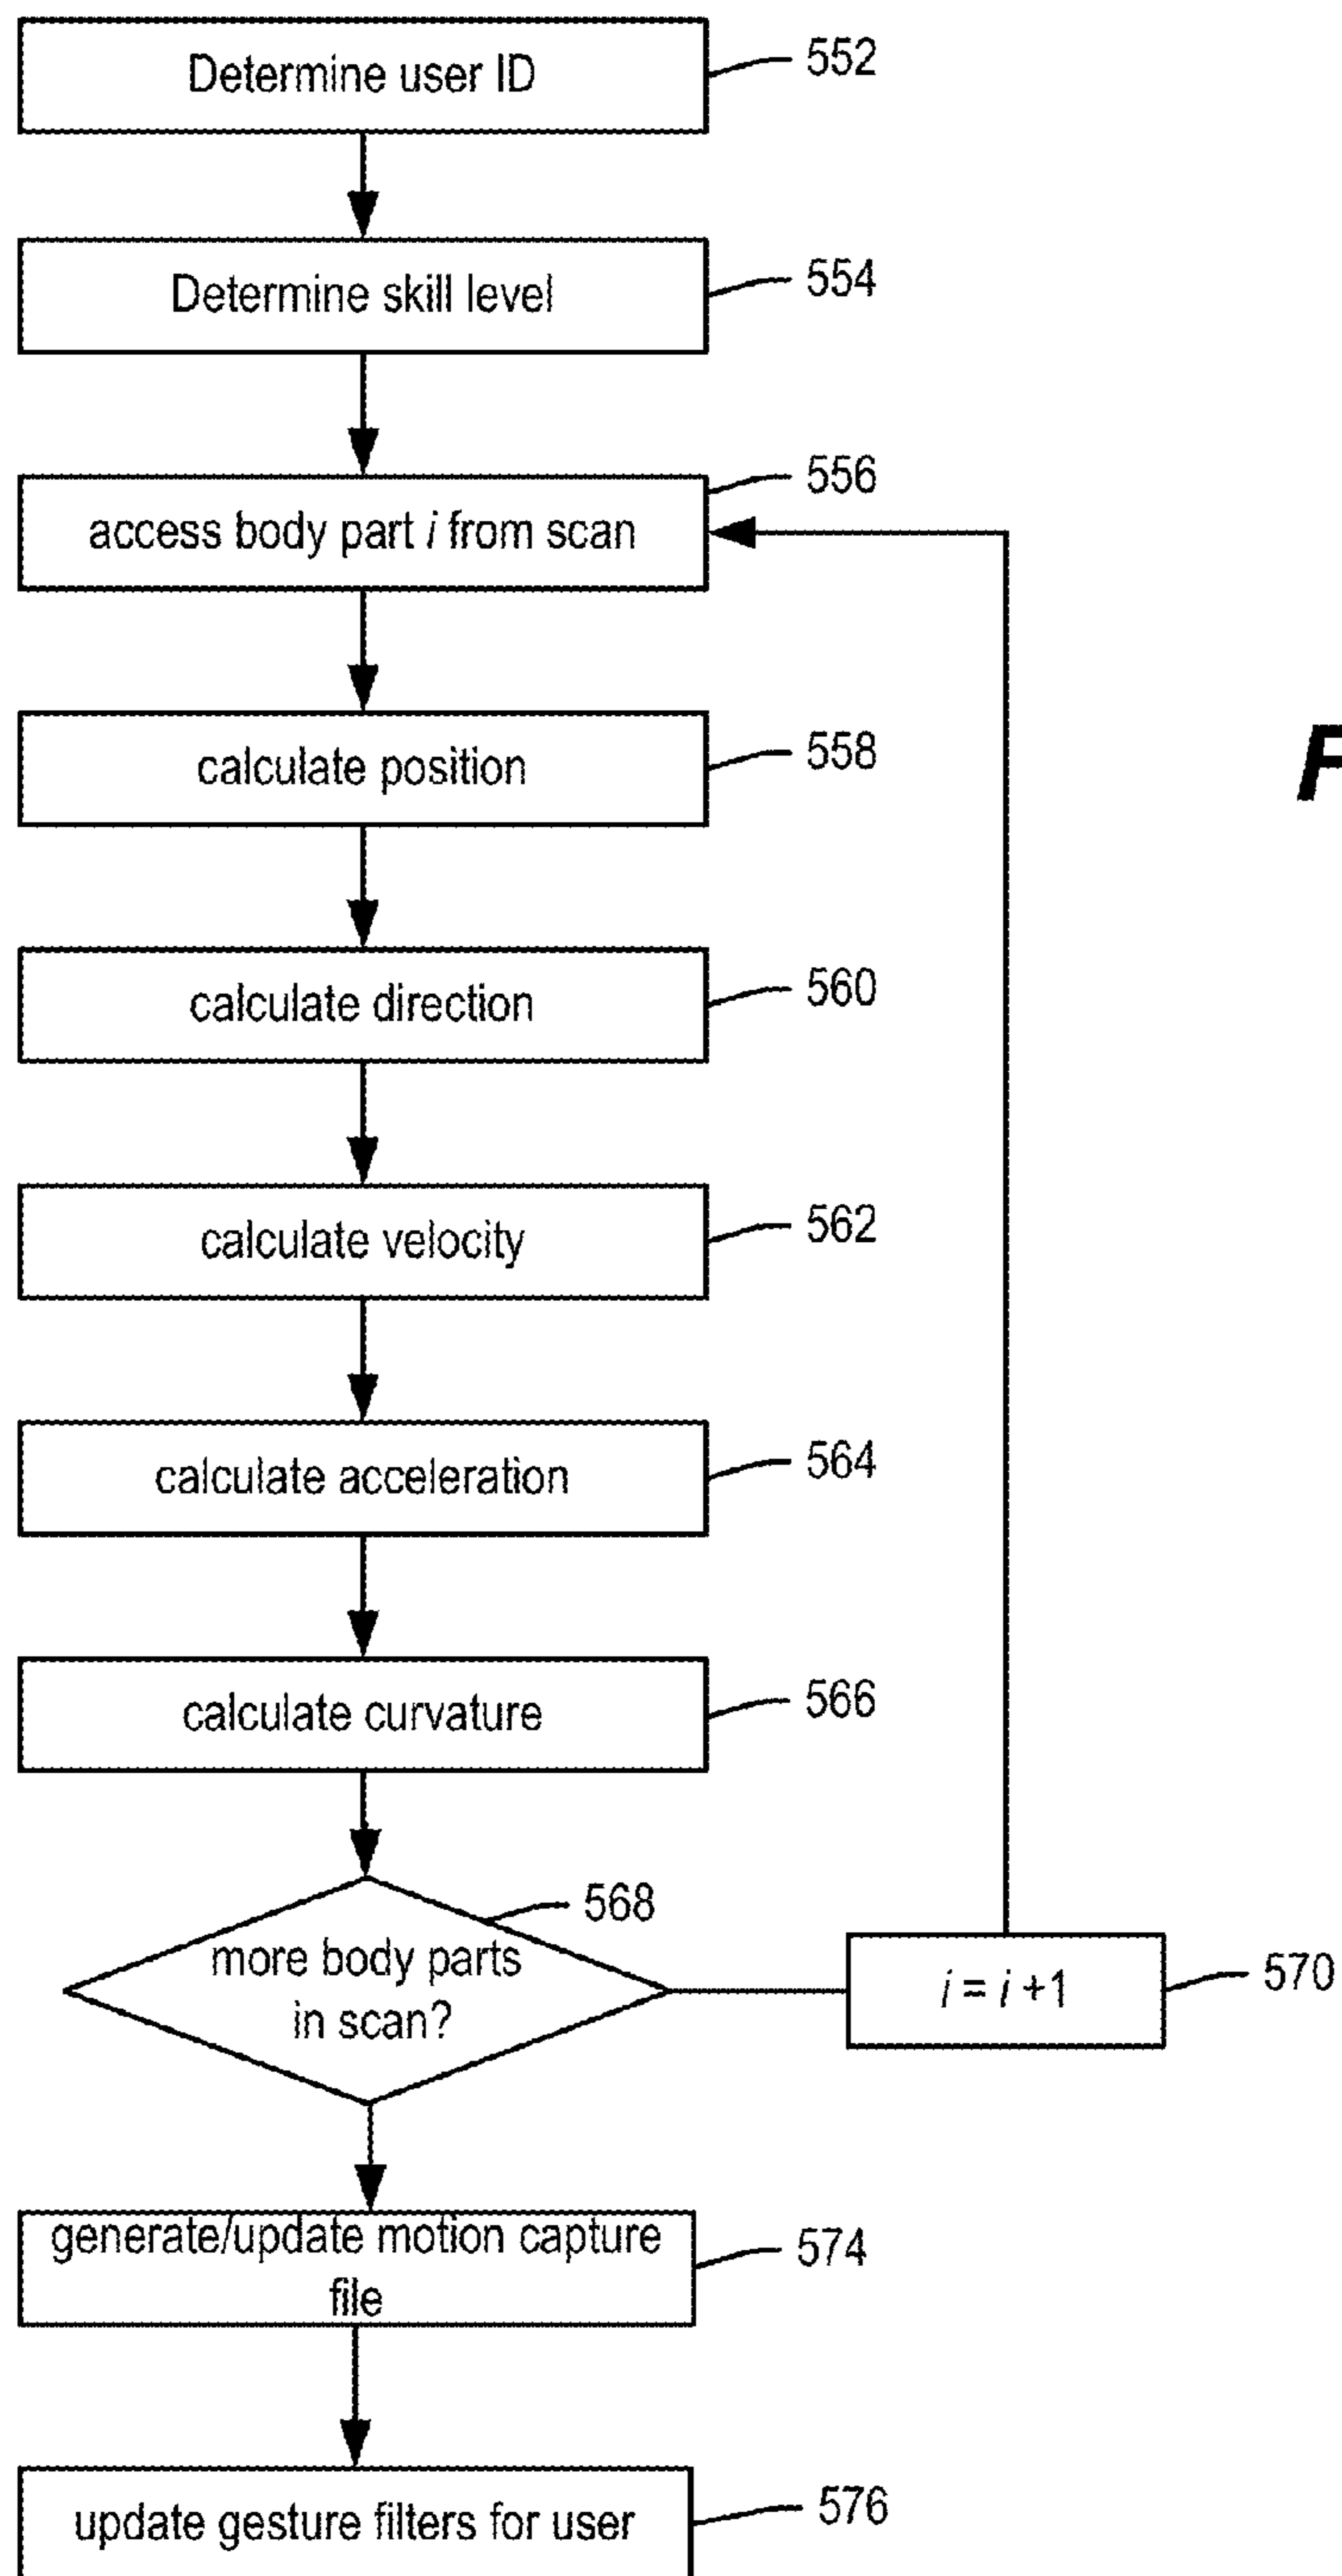 Determine user ID
552
Determine skill level
554
access body part i from scan
556
calculate position
558
F
calculate direction
560
calculate velocity
562
calculate acceleration
564
calculate curvature
566
more body parts
in scan?
568
i = i +1
570
generate/update motion capture
file
574
update gesture filters for user
576